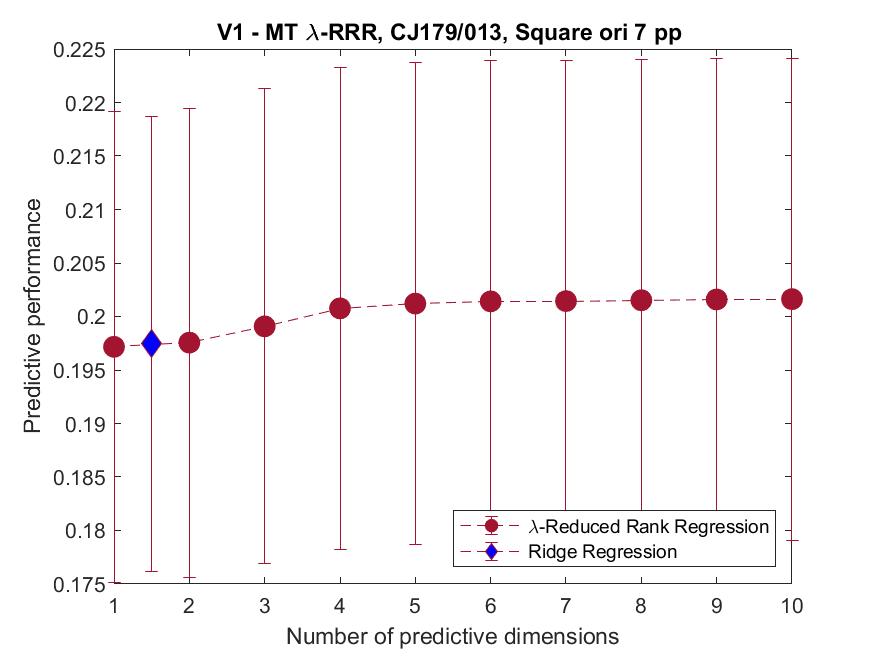 V1 - MT λ-RRR, CJ179/013, Square ori 7 pp
0.225
0.22
0.215
0.21
0.205
0.2
0.195
0.19
0.185
0.18
0.175
Predictive performance
λ-Reduced Rank Regression
Ridge Regression
1 2 3 4 5 6 7 8 9 10
Number of predictive dimensions